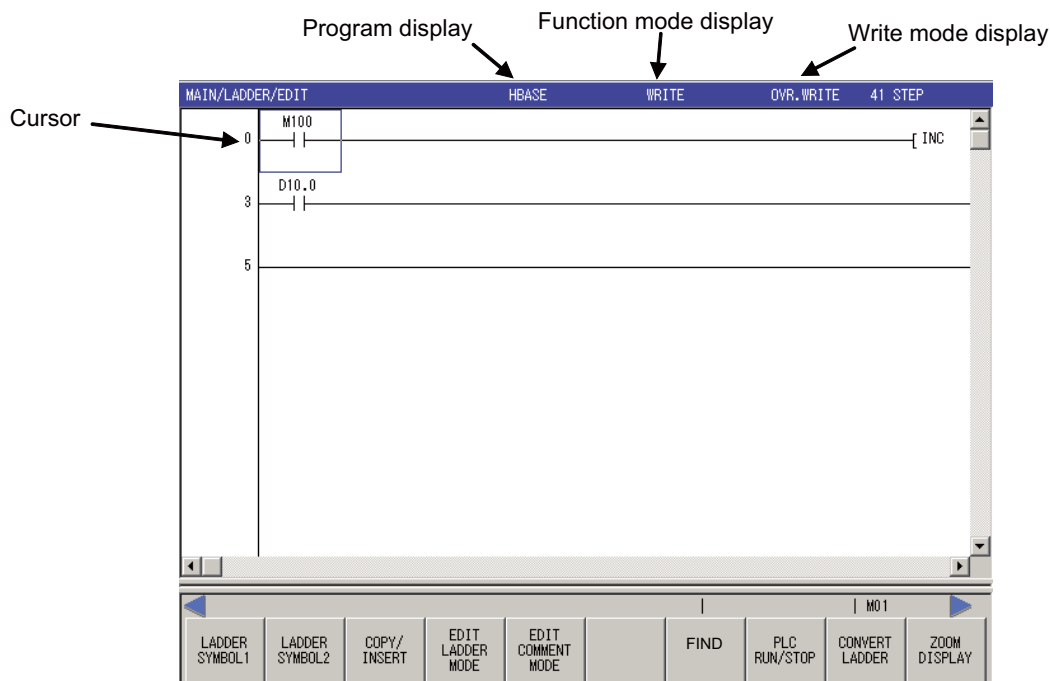 Program display
Function mode display
Write mode display
MAIN/LADDER/EDIT HBASE WRITE OVR.WRITE 41 STEP
Cursor
M100
0 INC
D10.0
3
5
M01
LADDER SYMBOL1
LADDER SYMBOL2
COPY/ INSERT
EDIT LADDER MODE
EDIT COMMENT MODE
FIND
PLC RUN/STOP
CONVERT LADDER
ZOOM DISPLAY